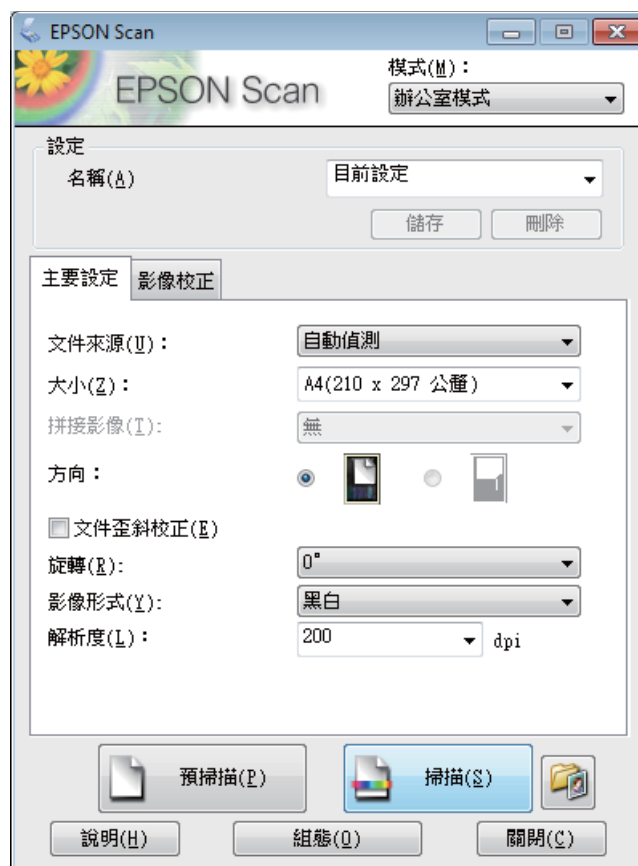 EPSON Scan
EPSON Scan
模式(M)：
辦公室模式
設定
名稱(A) 目前設定
儲存 刪除
主要設定 影像校正
文件來源(U)： 自動偵測
大小(Z)： A4(210 x 297 公釐)
拼接影像(T): 無
方向：
文件歪斜校正(E)
旋轉(R): 0°
影像形式(Y): 黑白
解析度(L)： 200 dpi
預掃描(P) 掃描(S)
說明(H) 組態(O) 關閉(C)